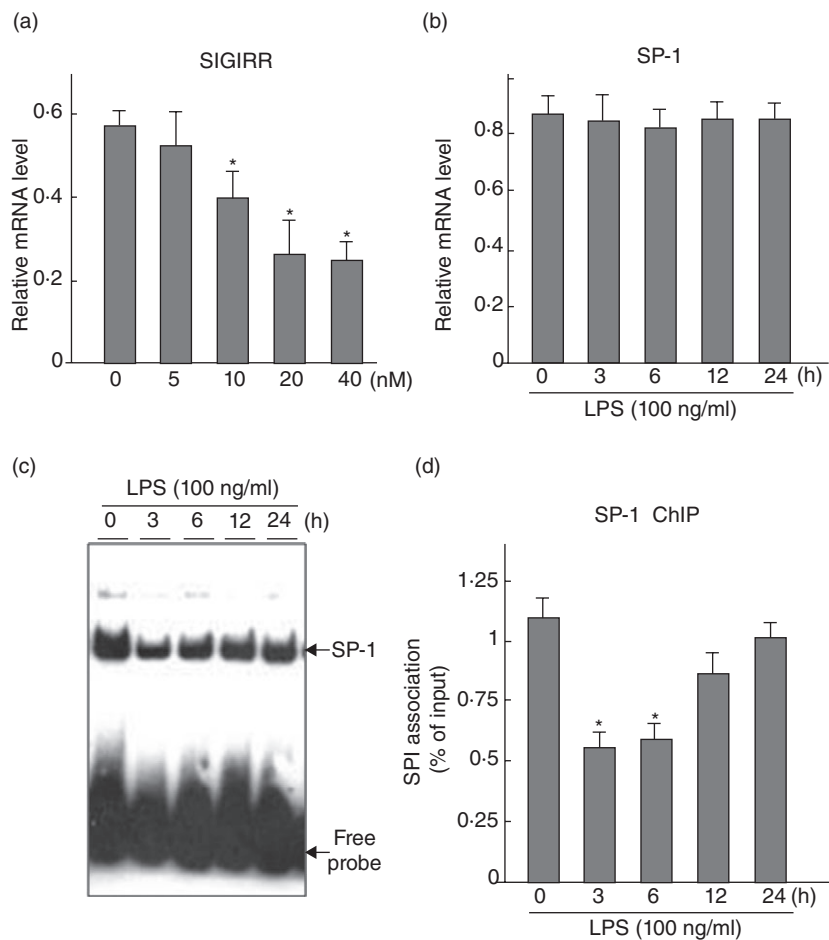 (a)
SIGIRR
Relative mRNA level
0·6
0·4
0·2
0
* * *
0 5 10 20 40 (nM)
(b)
SP-1
Relative mRNA level
0·8
0·6
0·4
0·2
0
0 3 6 12 24 (h)
LPS (100 ng/ml)
(c)
LPS (100 ng/ml)
0 3 6 12 24 (h)
SP-1
Free
probe
(d)
SP-1 ChIP
SPI association
(% of input)
1·25
1
0·75
0·5
0·25
0
* *
0 3 6 12 24 (h)
LPS (100 ng/ml)